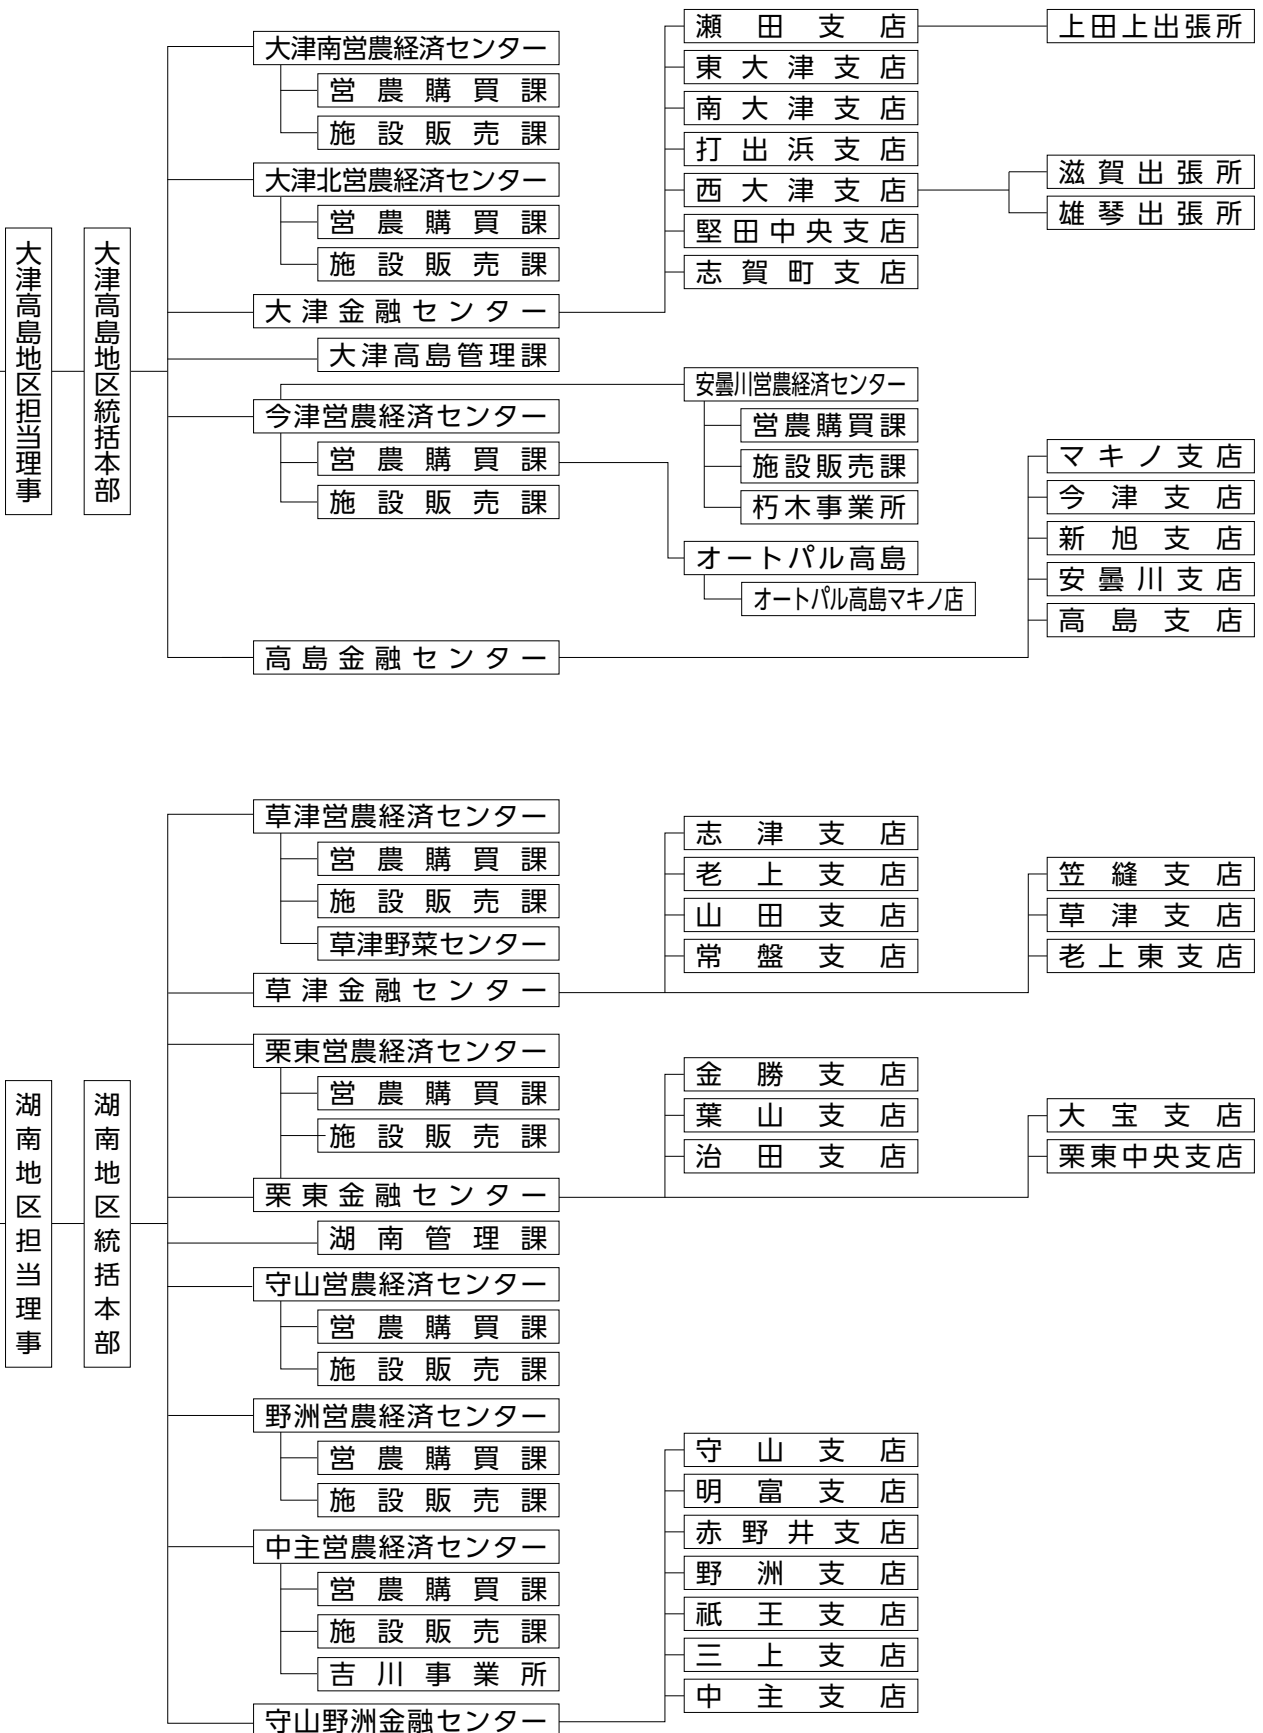 大津高島地区担当理事
大津高島地区統括本部
大津南営農経済センター
営農購買課
施設販売課
大津北営農経済センター
営農購買課
施設販売課
大津金融センター
瀬田支店
上田上出張所
東大津支店
南大津支店
打出浜支店
西大津支店
滋賀出張所
雄琴出張所
堅田中央支店
志賀町支店
大津高島管理課
今津営農経済センター
営農購買課
施設販売課
安曇川営農経済センター
営農購買課
施設販売課
朽木事業所
オートパル高島
オートパル高島マキノ店
高島金融センター
マキノ支店
今津支店
新旭支店
安曇川支店
高島支店
湖南地区担当理事
湖南地区統括本部
草津営農経済センター
営農購買課
施設販売課
草津野菜センター
草津金融センター
志津支店
老上支店
山田支店
常盤支店
笠縫支店
草津支店
老上東支店
栗東営農経済センター
営農購買課
施設販売課
栗東金融センター
金勝支店
葉山支店
治田支店
大宝支店
栗東中央支店
湖南管理課
守山営農経済センター
営農購買課
施設販売課
野洲営農経済センター
営農購買課
施設販売課
中主営農経済センター
営農購買課
施設販売課
吉川事業所
守山野洲金融センター
守山支店
明富支店
赤野井支店
野洲支店
祇王支店
三上支店
中主支店